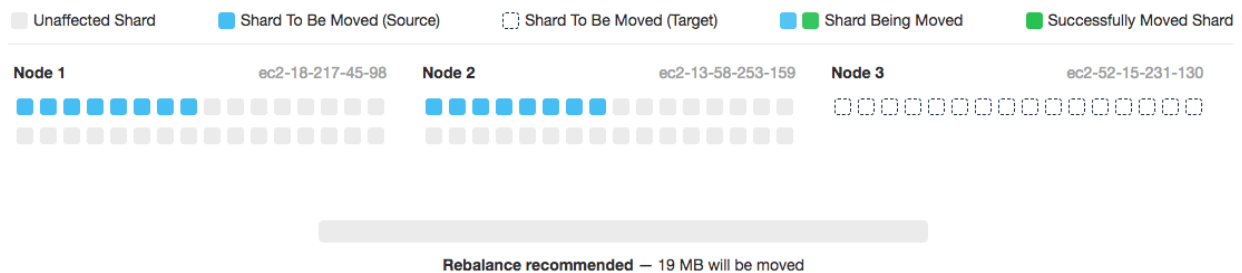 Unaffected Shard Shard To Be Moved (Source) Shard To Be Moved (Target) Shard Being Moved Successfully Moved Shard
Node 1 ec2-18-217-45-98 Node 2 ec2-13-58-253-159 Node 3 ec2-52-15-231-130
Rebalance recommended — 19 MB will be moved